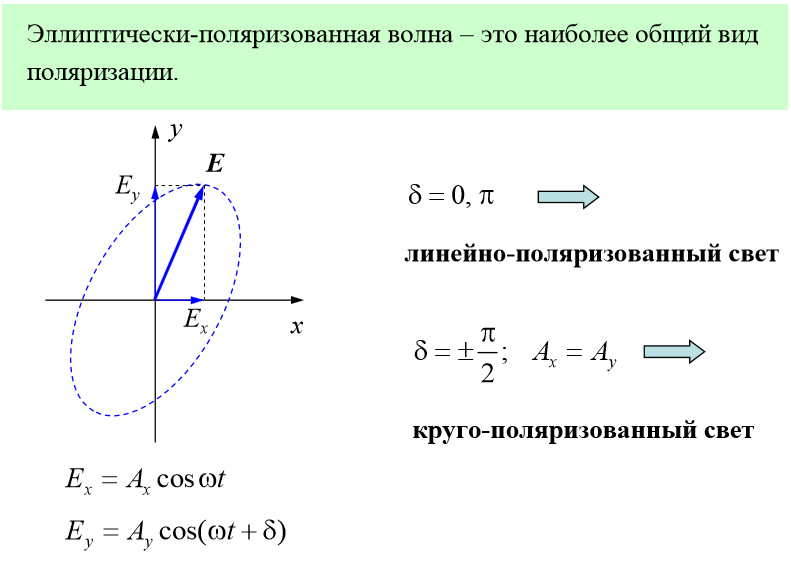 Эллиптически-поляризованная волна – это наиболее общий вид
поляризации.
y
E
E_y
E_x
x
δ = 0, π
линейно-поляризованный свет
δ = ±π/2; A_x = A_y
круго-поляризованный свет
E_x = A_x cos ωt
E_y = A_y cos(ωt + δ)